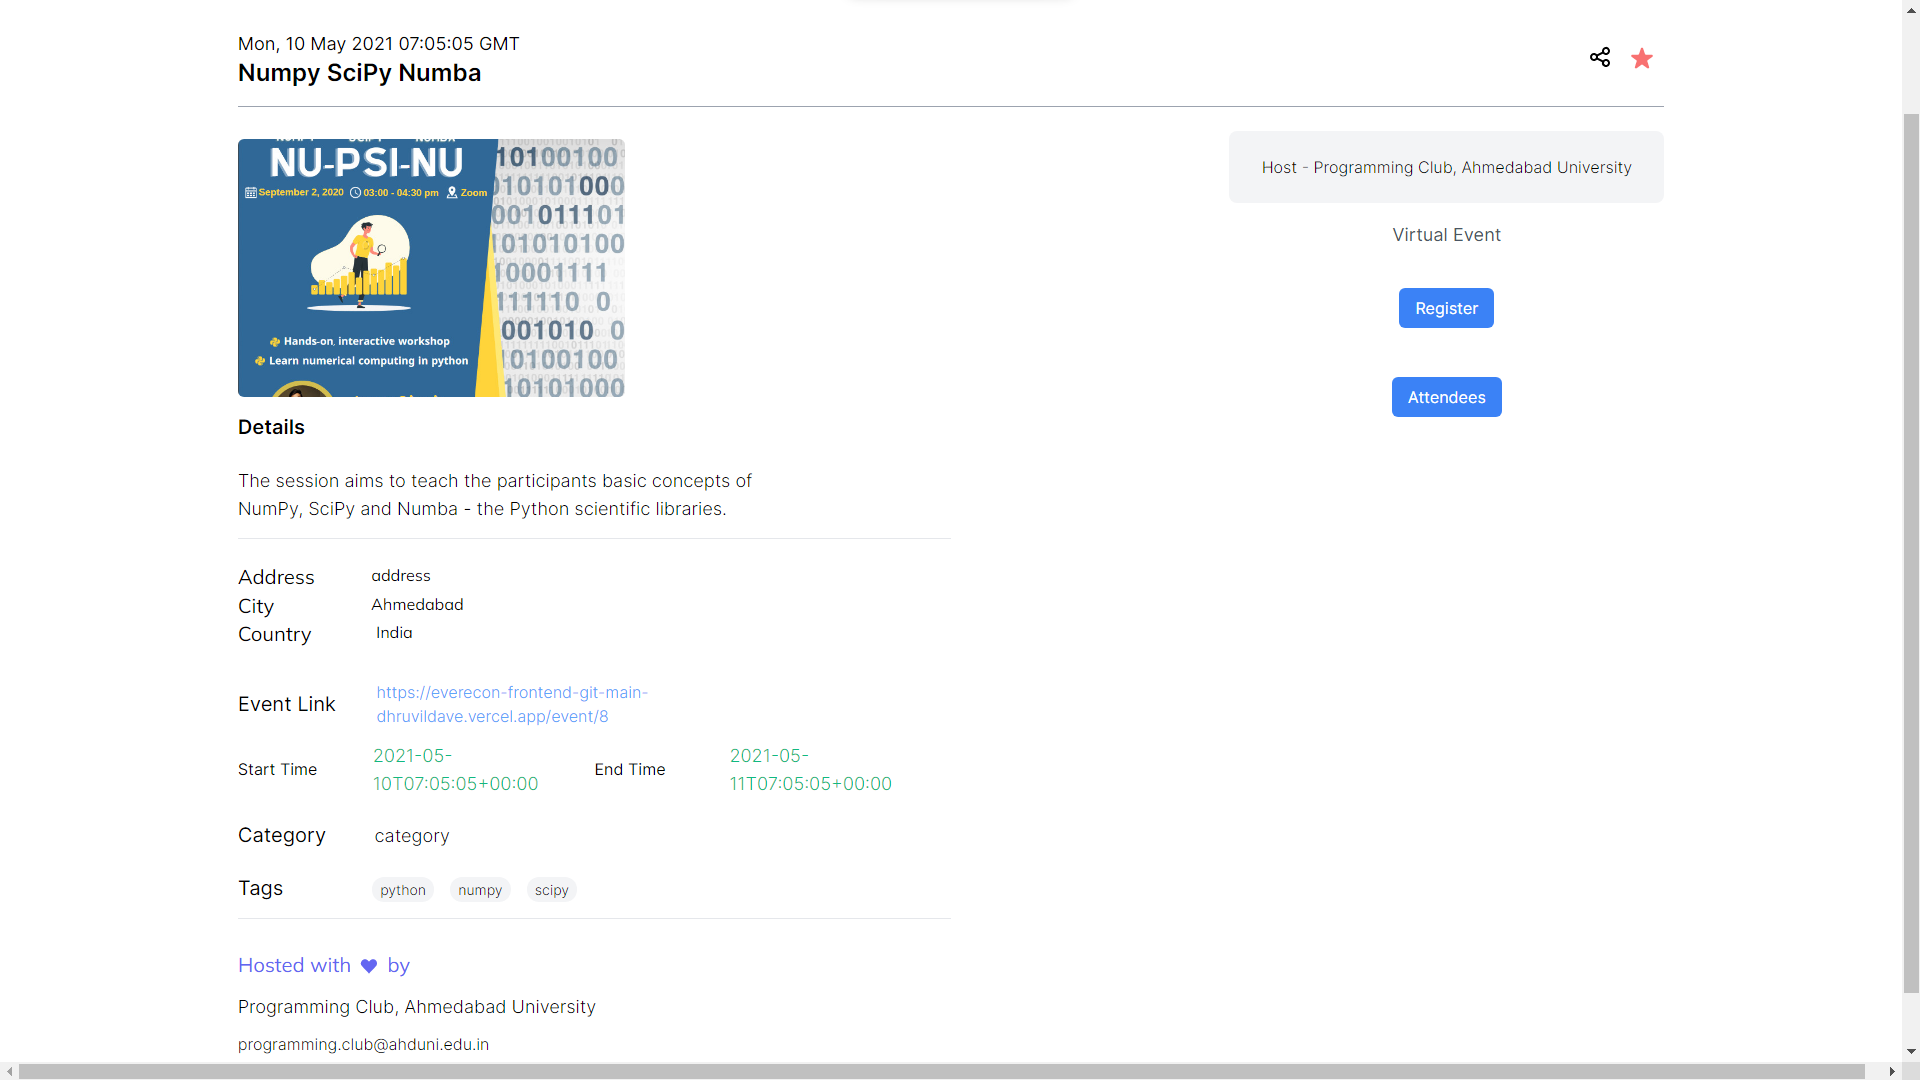 Mon, 10 May 2021 07:05:05 GMT
Numpy SciPy Numba
NU-PSI-NU
September 2, 2020 03:00 - 04:30 pm Zoom
Hands-on, interactive workshop
Learn numerical computing in python
10100100
010101000
001011101
101010100
10001111
111110 0
001010 0
10100100
10101000
Host - Programming Club, Ahmedabad University
Virtual Event
Register
Attendees
Details
The session aims to teach the participants basic concepts of
NumPy, SciPy and Numba - the Python scientific libraries.
Address address
City Ahmedabad
Country India
Event Link https://everecon-frontend-git-main-
dhruvildave.vercel.app/event/8
Start Time 2021-05-
10T07:05:05+00:00
End Time 2021-05-
11T07:05:05+00:00
Category category
Tags python numpy scipy
Hosted with ♥ by
Programming Club, Ahmedabad University
programming.club@ahduni.edu.in